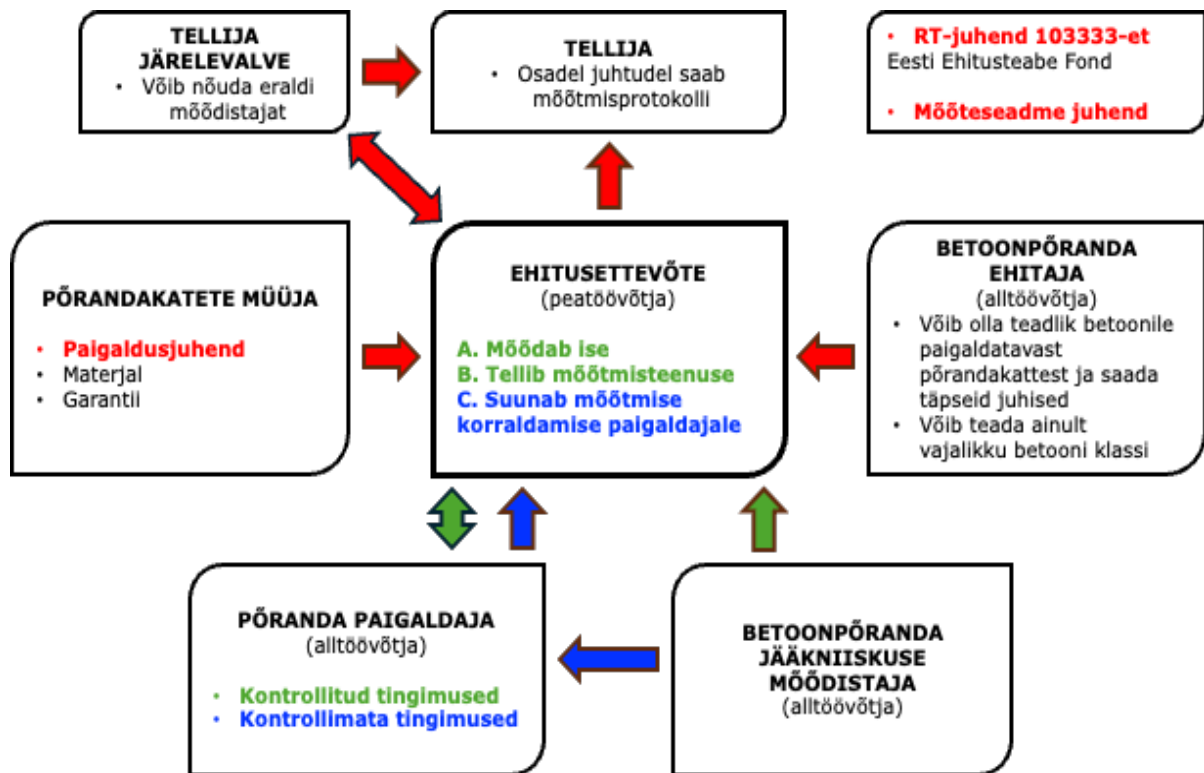 TELLIJA
JÄRELEVALVE
• Võib nõuda eraldi
mõõdistajat
TELLIJA
• Osadel juhtudel saab
mõõtmisprotokolli
• RT-juhend 103333-et
Eesti Ehitusteabe Fond
• Mõõteseadme juhend
PÕRANDAKATETE MÜÜJA
• Paigaldusjuhend
• Materjal
• Garantii
EHITUSETTEVÕTE
(peatöövõtja)
A. Mõõdab ise
B. Tellib mõõtmisteenuse
C. Suunab mõõtmise
korraldamise paigaldajale
BETOONPÕRANDA
EHITAJA
(alltöövõtja)
• Võib olla teadlik betoonile
paigaldatavast
põrandakattest ja saada
täpseid juhised
• Võib teada ainult
vajalikku betooni klassi
PÕRANDA PAIGALDAJA
(alltöövõtja)
• Kontrollitud tingimused
• Kontrollimata tingimused
BETOONPÕRANDA
JÄÄKNIISKUSE
MÕÕDISTAJA
(alltöövõtja)